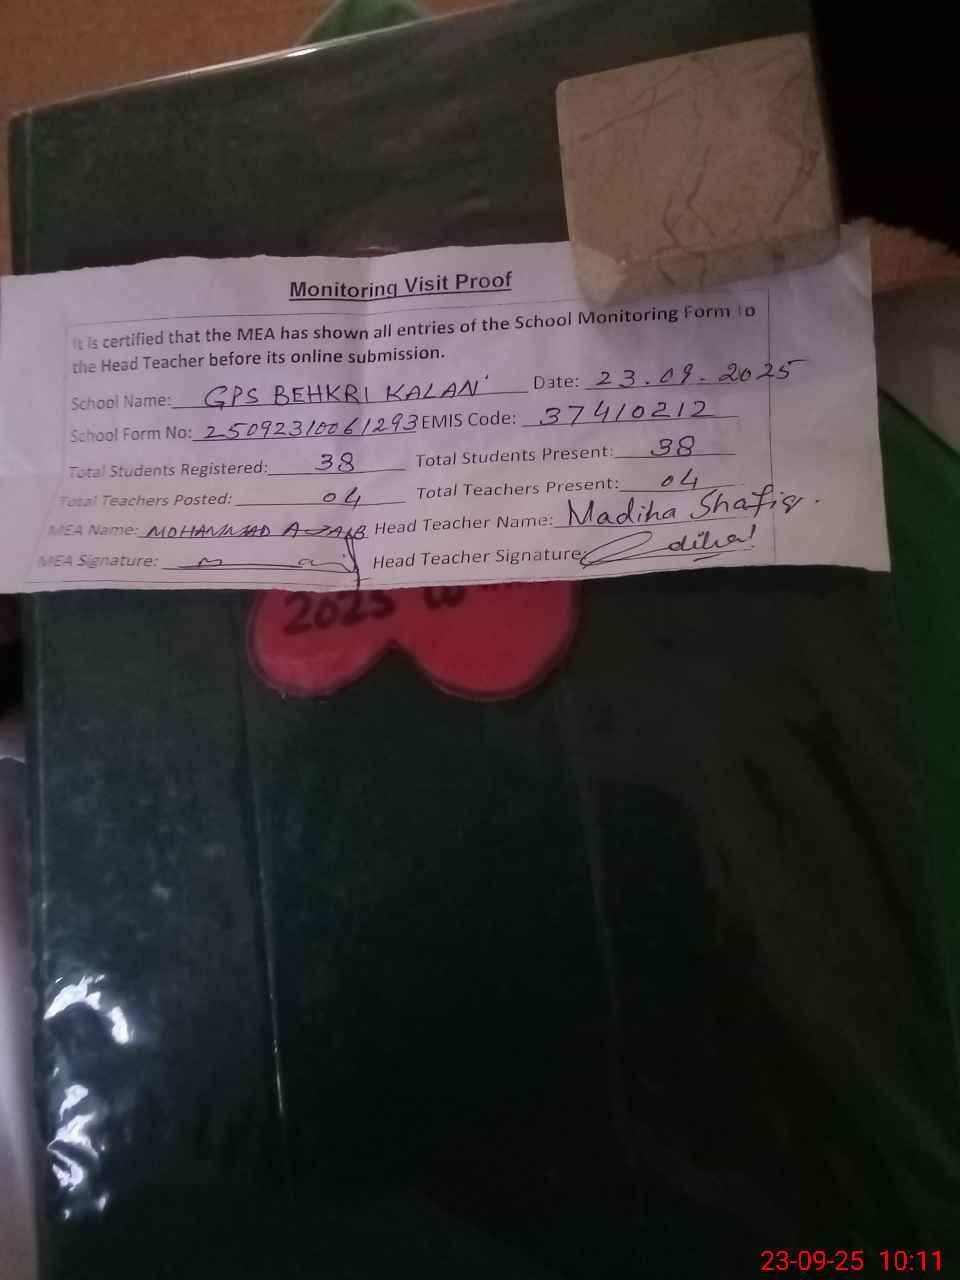 Monitoring Visit Proof
It is certified that the MEA has shown all entries of the School Monitoring Form to
the Head Teacher before its online submission.
School Name: GPS BEHKRI KALAN Date: 23.09.2025
School Form No: 25092310061293 EMIS Code: 37410212
Total Students Registered: 38 Total Students Present: 38
Total Teachers Posted: 04 Total Teachers Present: 04
MEA Name: MOHAMMAD Head Teacher Name: Madiha Shafiq.
MEA Signature: Head Teacher Signature:
2025
23-09-25 10:11